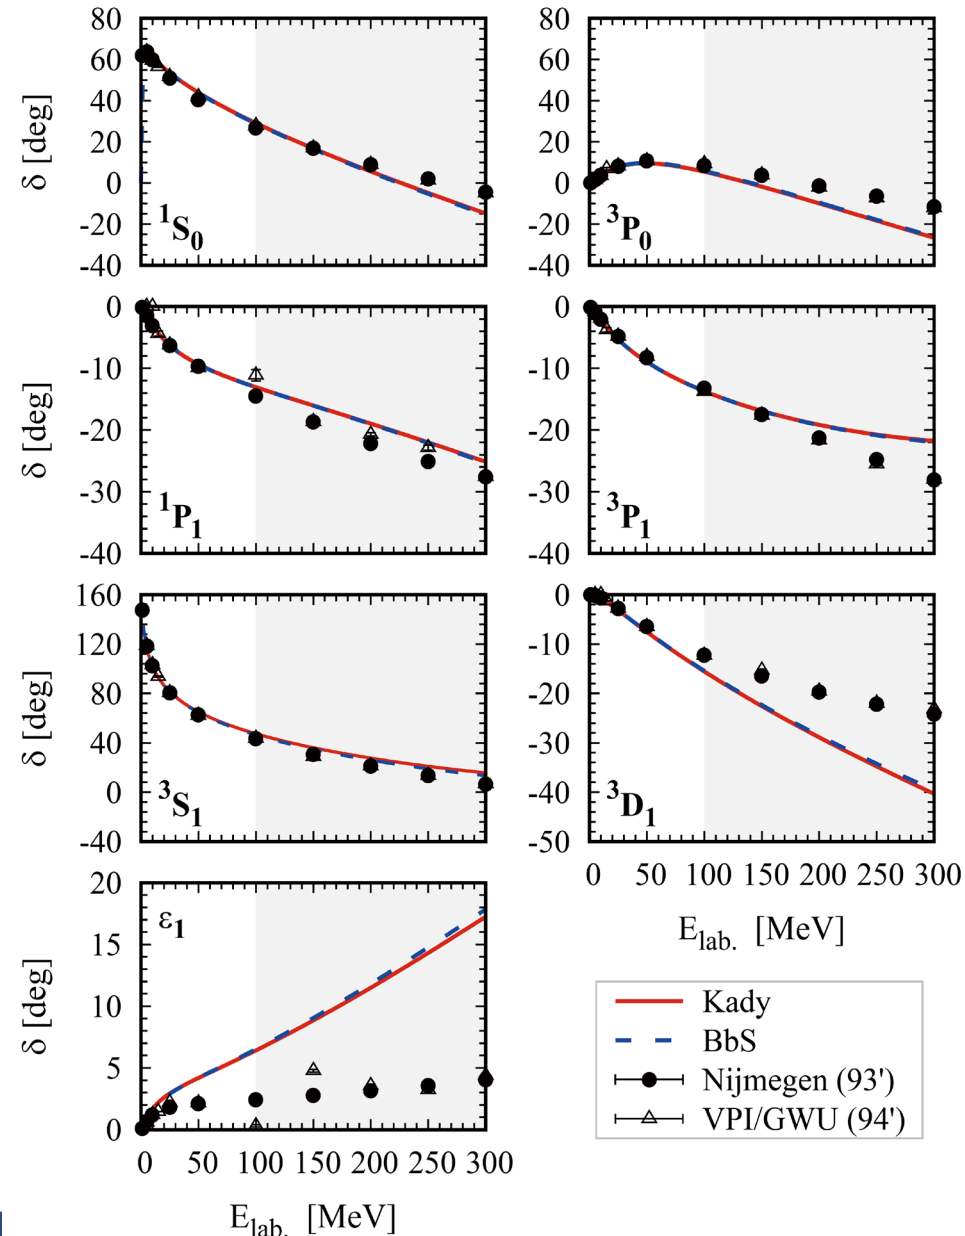 80
60
40
20
0
-20
-40
δ [deg]
¹S₀
³P₀
80
60
40
20
0
-20
-40
0
-10
-20
-30
-40
δ [deg]
¹P₁
³P₁
0
-10
-20
-30
-40
160
120
80
40
0
-40
δ [deg]
³S₁
³D₁
0
-10
-20
-30
-40
-50
0 50 100 150 200 250 300
E_lab. [MeV]
20
15
10
5
0
δ [deg]
ε₁
0 50 100 150 200 250 300
E_lab. [MeV]
Kady
BbS
Nijmegen (93')
VPI/GWU (94')